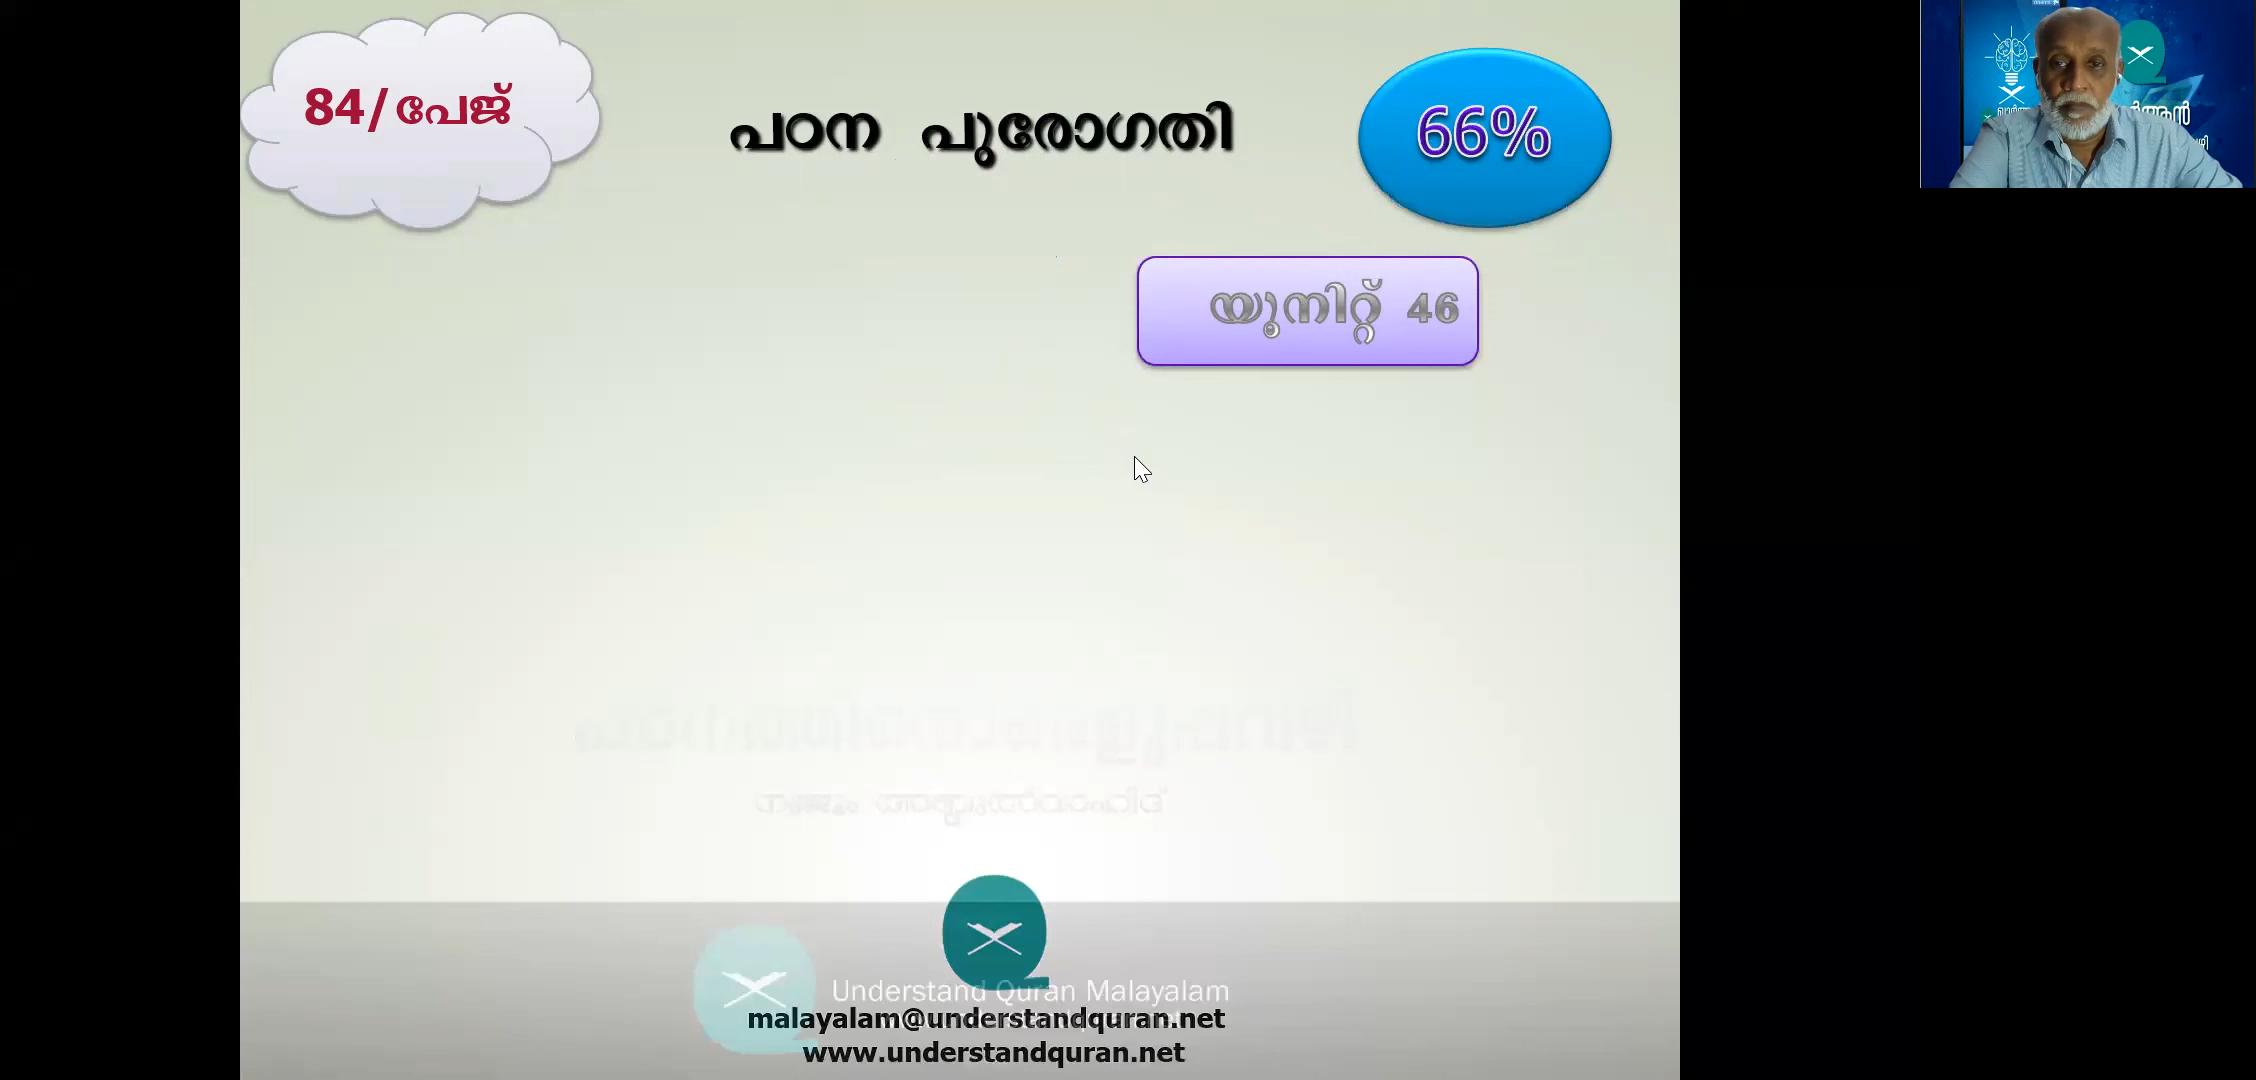 84/പേജ്
പഠന പുരോഗതി
66%
യൂനിറ്റ് 46
Understand Quran Malayalam
malayalam@understandquran.net
www.understandquran.net